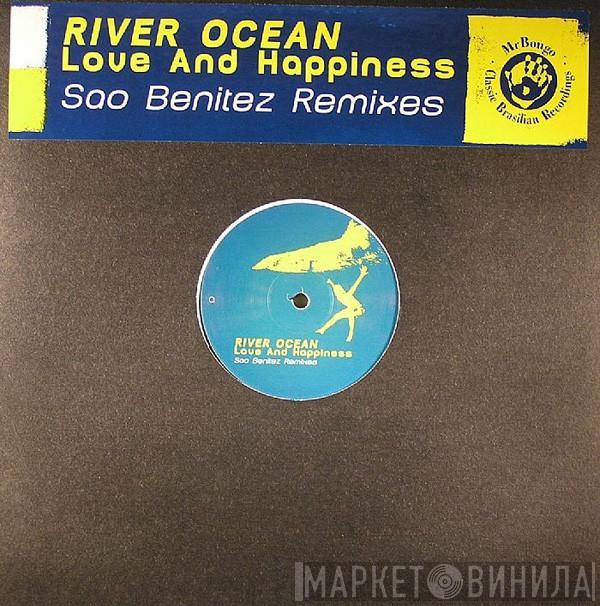 RIVER OCEAN
Love And Happiness
Sao Benitez Remixes
MrBongo
Classic Brasilian Recordings
RIVER OCEAN
Love And Happiness
Sao Benitez Remixes
МАРКЕТ ВИНИЛА